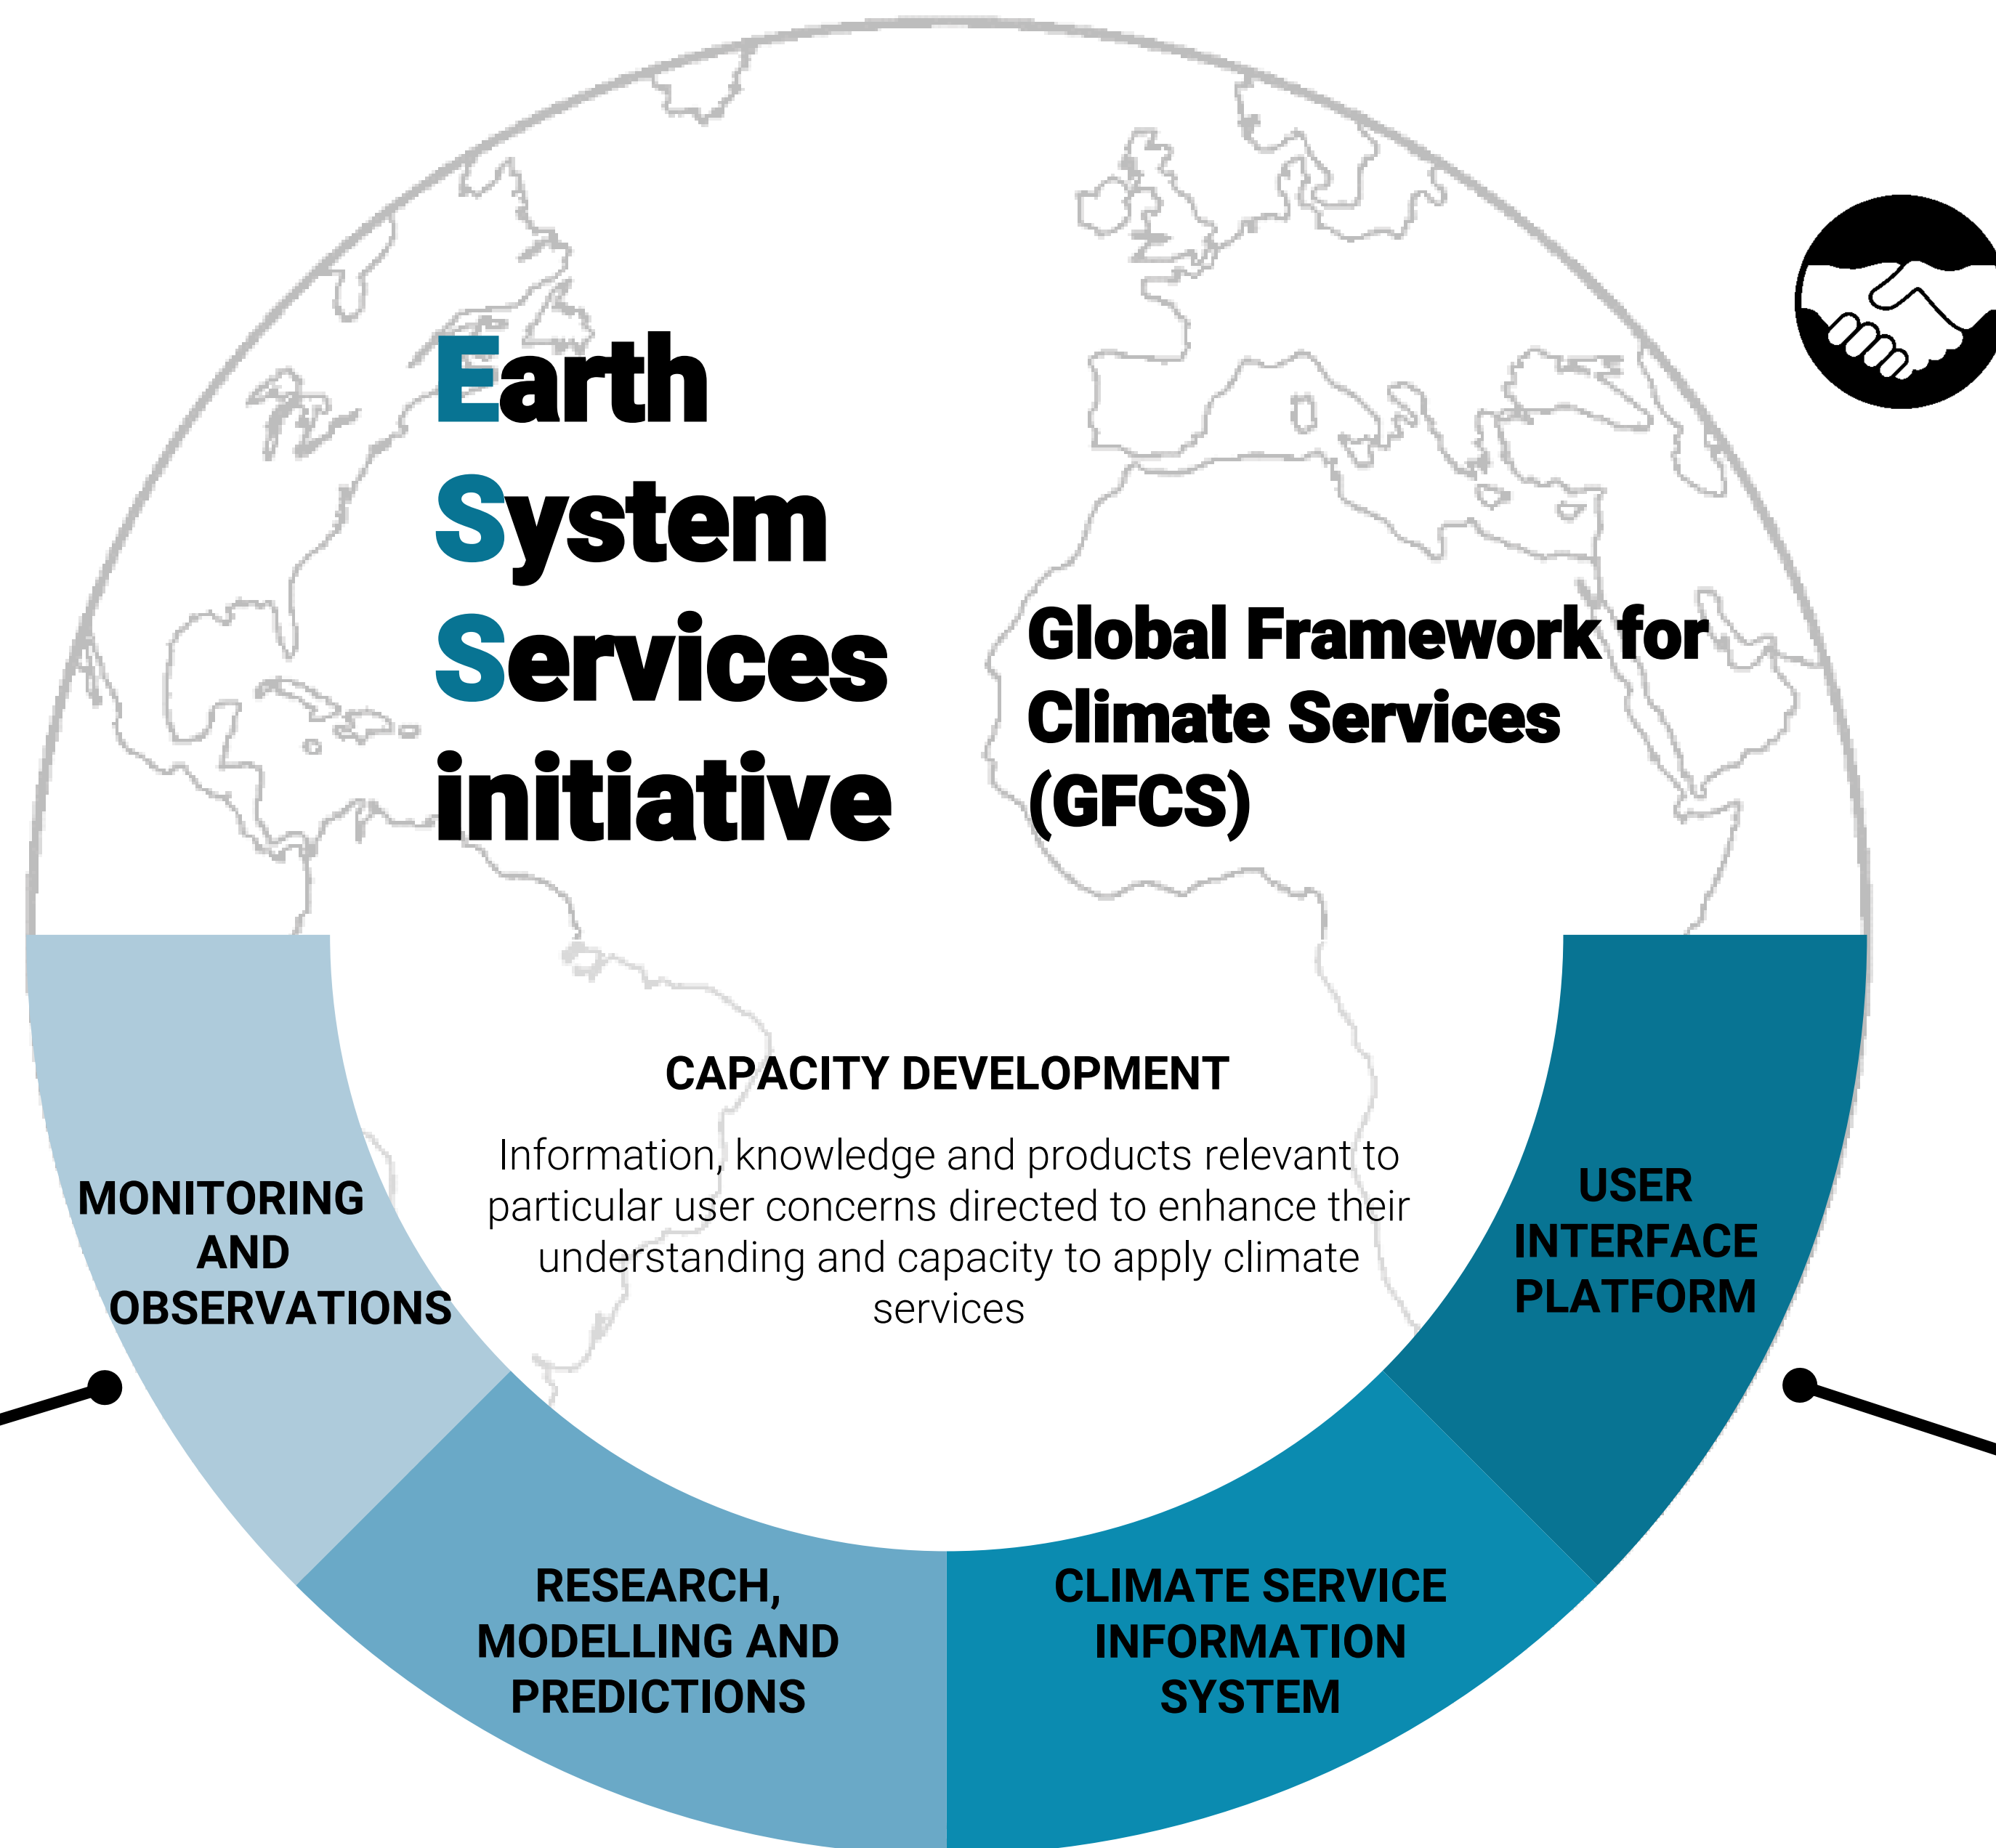 Earth
System
Services
initiative
Global Framework for
Climate Services
(GFCS)
CAPACITY DEVELOPMENT
Information, knowledge and products relevant to
particular user concerns directed to enhance their
understanding and capacity to apply climate
services
MONITORING
AND
OBSERVATIONS
RESEARCH,
MODELLING AND
PREDICTIONS
CLIMATE SERVICE
INFORMATION
SYSTEM
USER
INTERFACE
PLATFORM